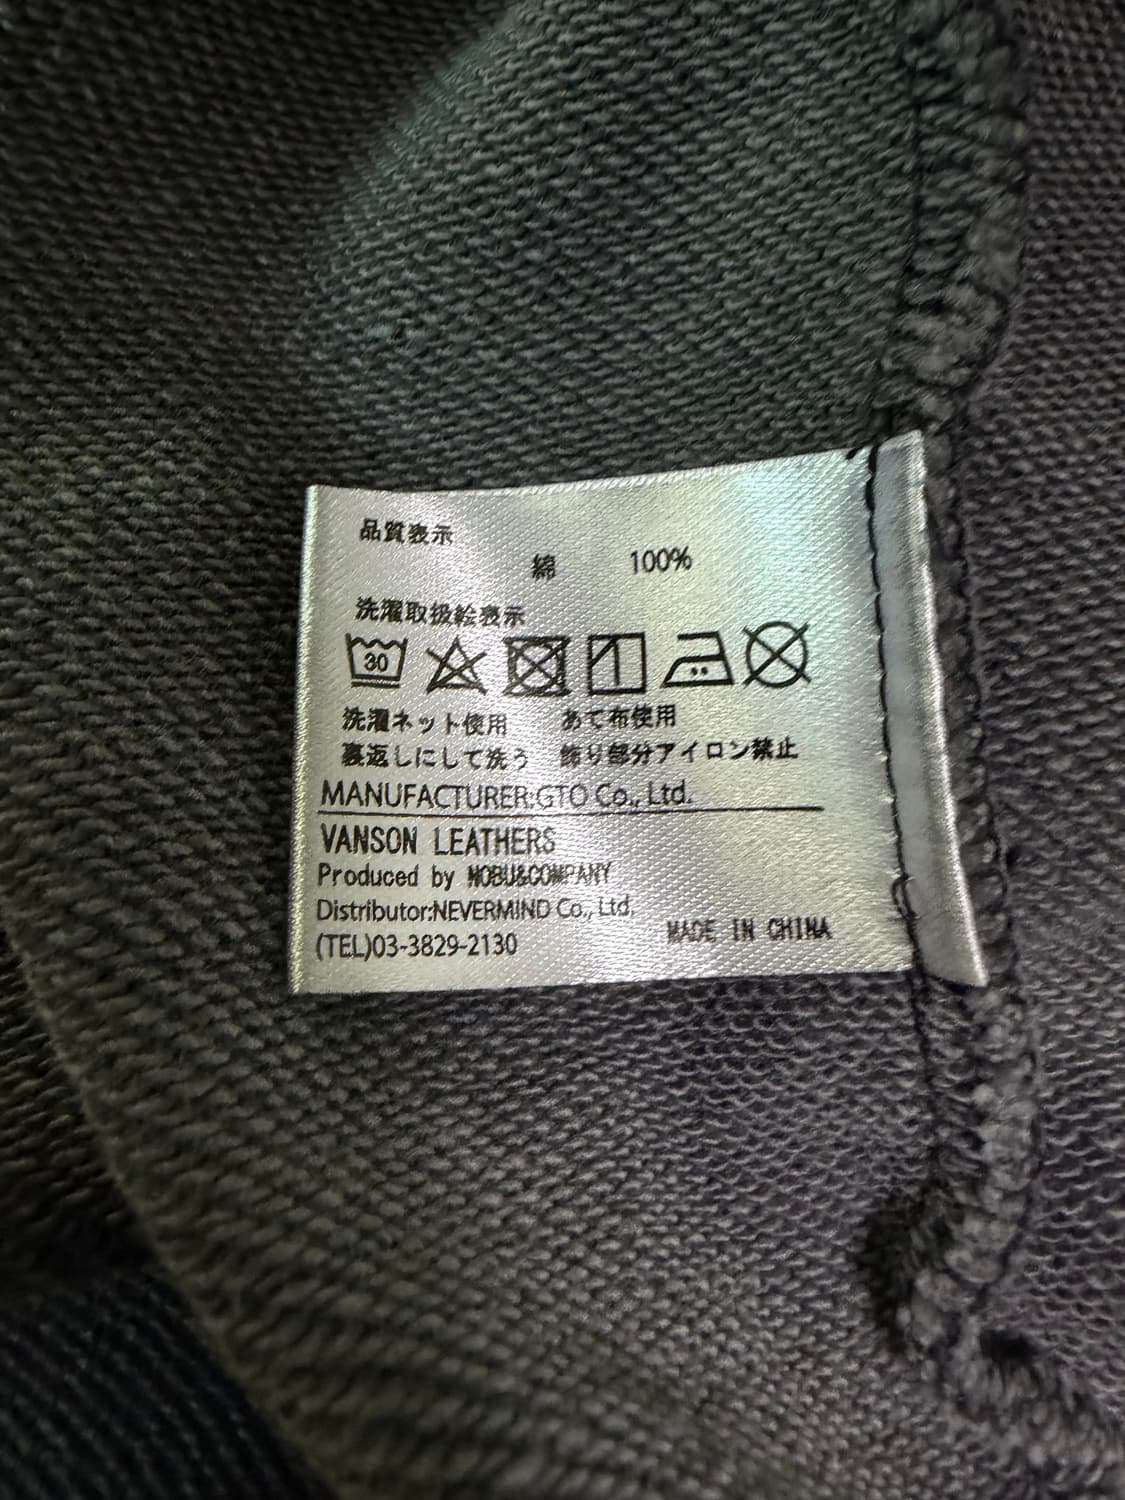 品質表示
綿 100%
洗濯取扱絵表示
30
洗濯ネット使用 あて布使用
裏返しにして洗う 飾り部分アイロン禁止
MANUFACTURER:GTO Co., Ltd.
VANSON LEATHERS
Produced by NOBU&COMPANY
Distributor:NEVERMIND Co., Ltd.
(TEL)03-3829-2130 MADE IN CHINA